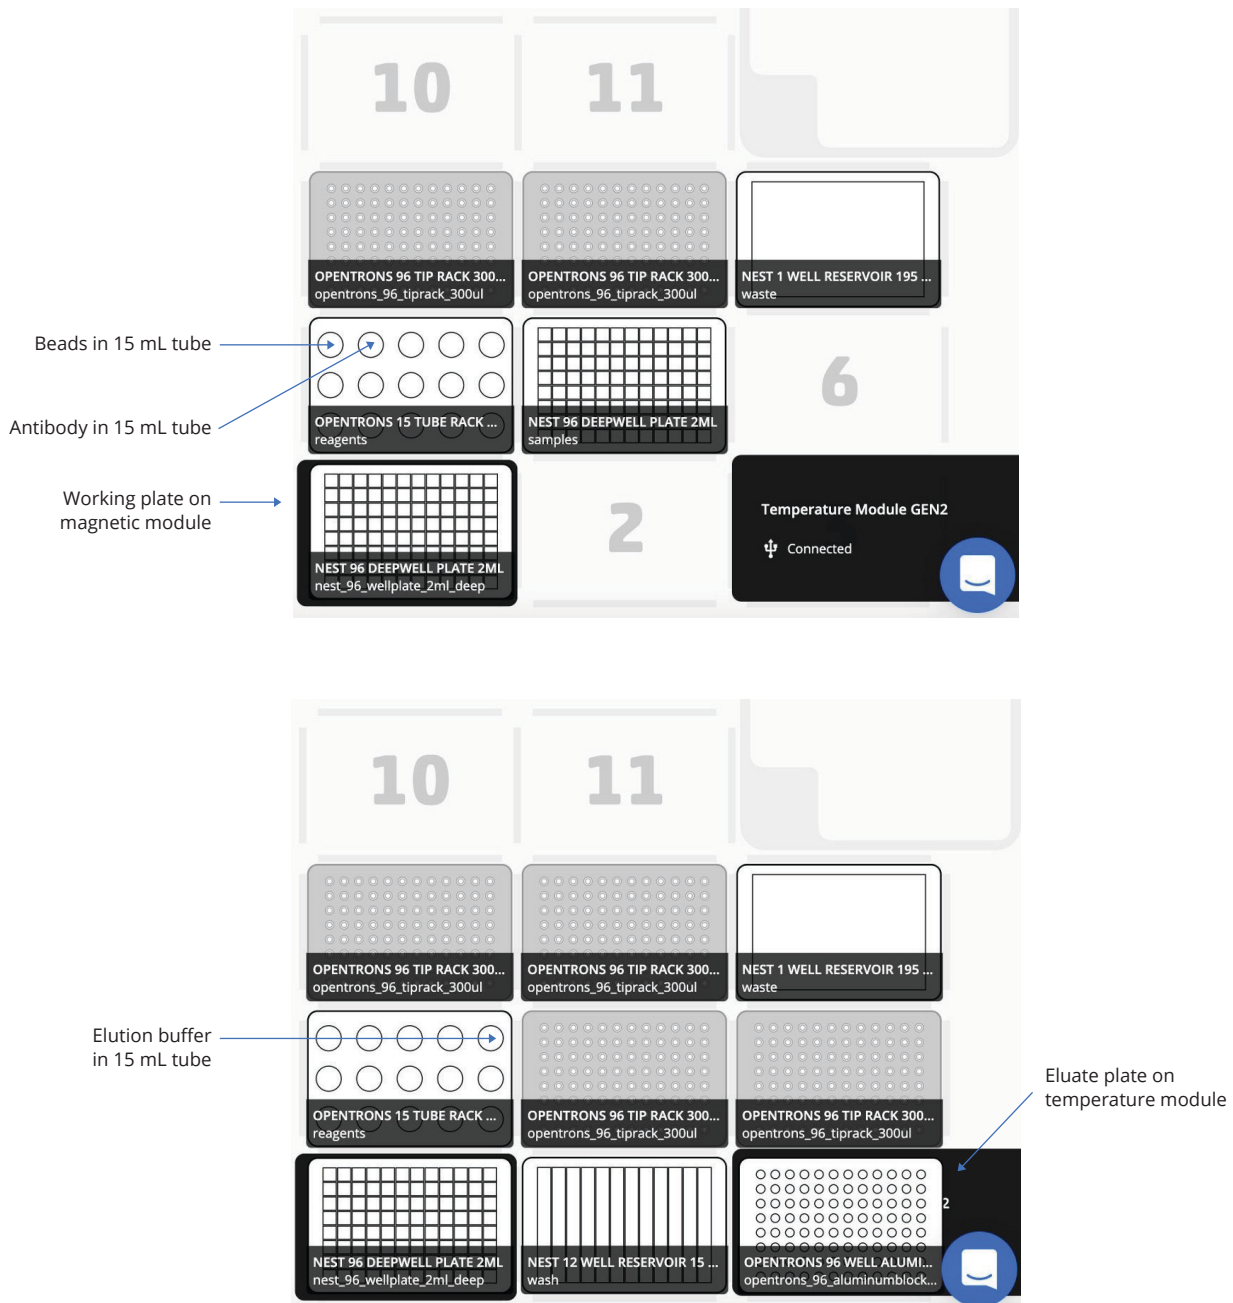 10
11
OPENTRONS 96 TIP RACK 300...
opentrons_96_tiprack_300ul
OPENTRONS 96 TIP RACK 300...
opentrons_96_tiprack_300ul
NEST 1 WELL RESERVOIR 195 ...
waste
Beads in 15 mL tube
Antibody in 15 mL tube
OPENTRONS 15 TUBE RACK ...
reagents
NEST 96 DEEPWELL PLATE 2ML
samples
6
Working plate on
magnetic module
NEST 96 DEEPWELL PLATE 2ML
nest_96_wellplate_2ml_deep
2
Temperature Module GEN2
Connected
10
11
OPENTRONS 96 TIP RACK 300...
opentrons_96_tiprack_300ul
OPENTRONS 96 TIP RACK 300...
opentrons_96_tiprack_300ul
NEST 1 WELL RESERVOIR 195 ...
waste
Elution buffer
in 15 mL tube
OPENTRONS 15 TUBE RACK ...
reagents
OPENTRONS 96 TIP RACK 300...
opentrons_96_tiprack_300ul
OPENTRONS 96 TIP RACK 300...
opentrons_96_tiprack_300ul
Eluate plate on
temperature module
NEST 96 DEEPWELL PLATE 2ML
nest_96_wellplate_2ml_deep
NEST 12 WELL RESERVOIR 15 ...
wash
2
OPENTRONS 96 WELL ALUMI...
opentrons_96_aluminumblock...